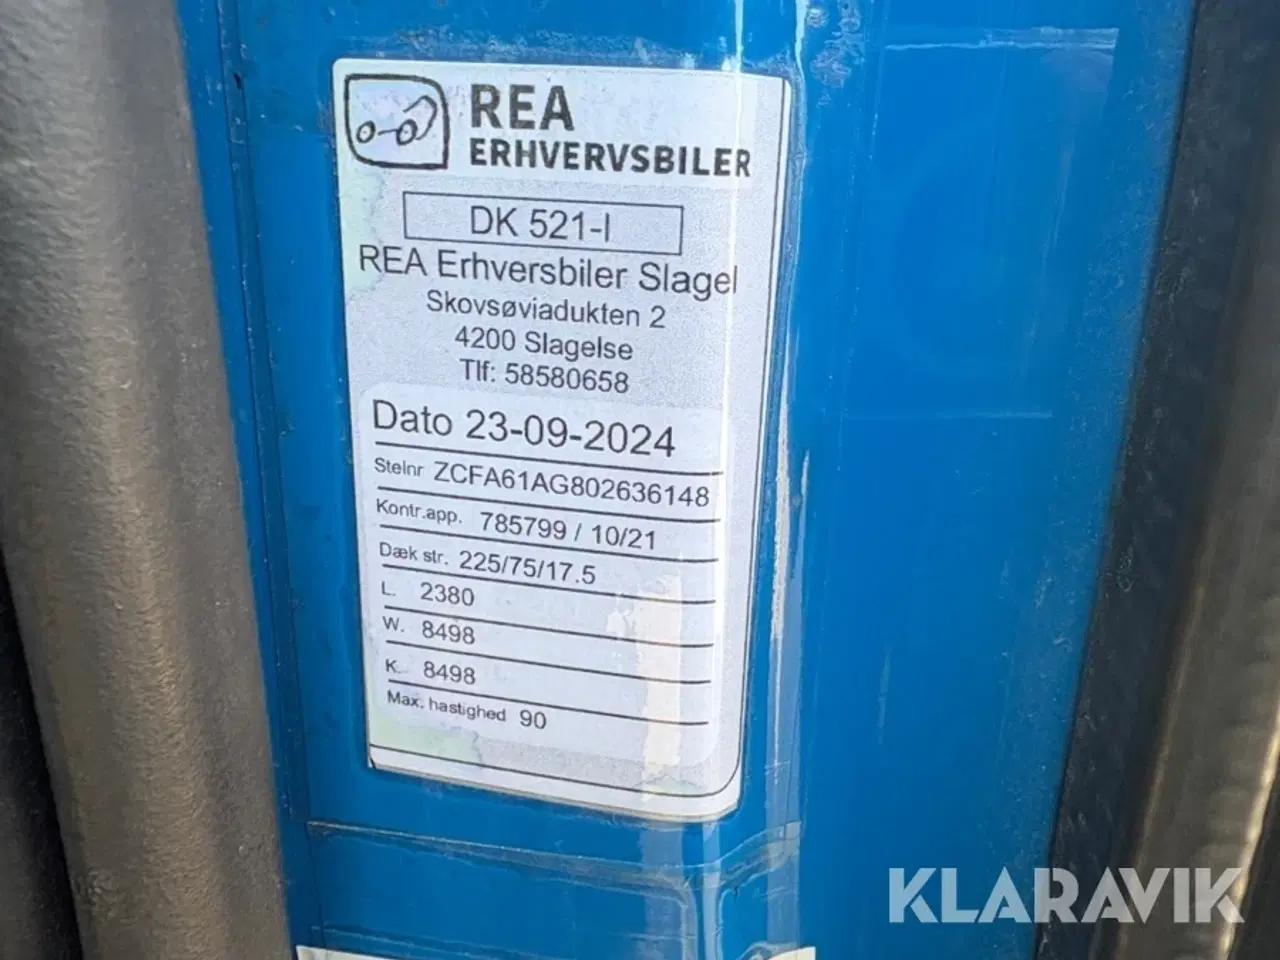 REA
ERHVERVSBILER
DK 521-I
REA Erhversbiler Slagel
Skovsøviadukten 2
4200 Slagelse
Tlf: 58580658
Dato 23-09-2024
Stelnr ZCFA61AG802636148
Kontr.app. 785799 / 10/21
Dæk str. 225/75/17.5
L. 2380
W. 8498
K. 8498
Max. hastighed 90
KLARAVIK